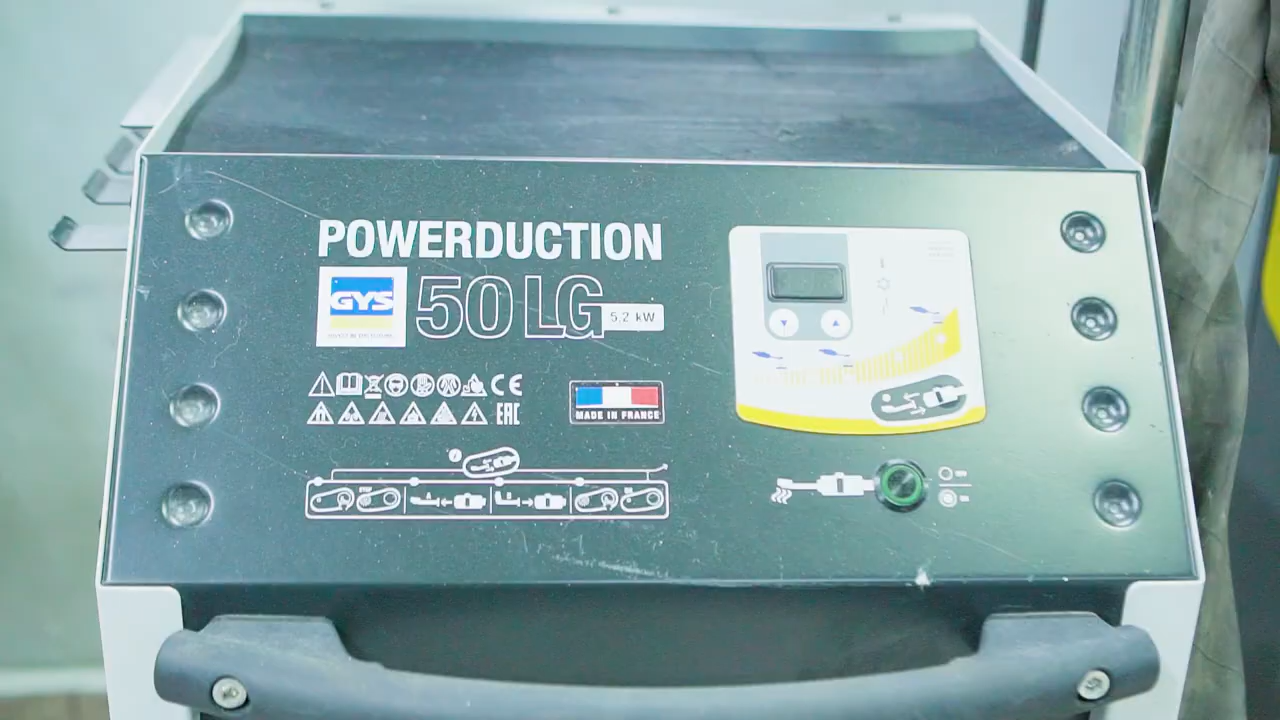 POWERDUCTION
GYS
50 LG
5.2 kW
CE
EAC
MADE IN FRANCE